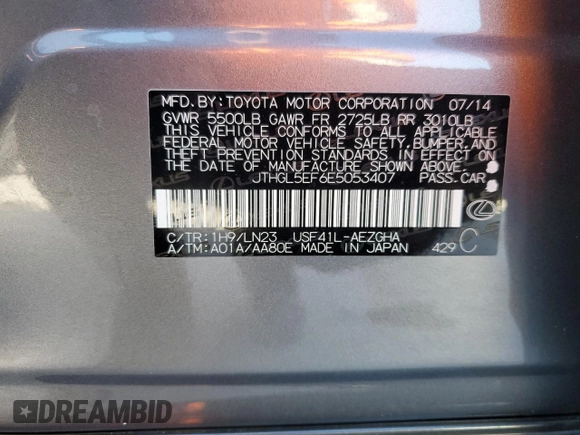 MFD. BY: TOYOTA MOTOR CORPORATION 07/14
GVWR 5500LB GAWR FR 2725LB RR 3010LB
THIS VEHICLE CONFORMS TO ALL APPLICABLE
FEDERAL MOTOR VEHICLE SAFETY, BUMPER, AND
THEFT PREVENTION STANDARDS IN EFFECT ON
THE DATE OF MANUFACTURE SHOWN ABOVE.
JTHGL5EF6E5053407 PASS. CAR
C/TR: 1H9/LN23 USF41L-AEZGHA
A/TM: A01A/AA80E MADE IN JAPAN 429 C
DREAMBID